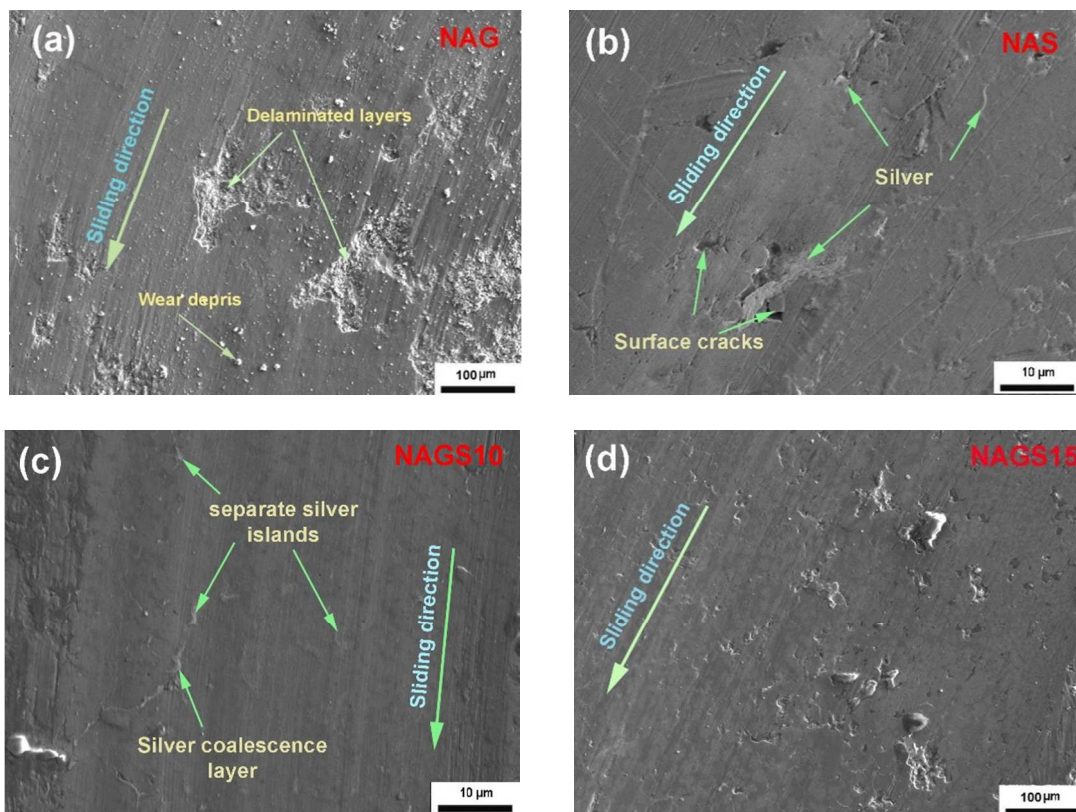 (a)
NAG
Delaminated layers
Sliding direction
Wear debris
100 µm
(b)
NAS
Sliding direction
Silver
Surface cracks
10 µm
(c)
NAGS10
separate silver
islands
Sliding direction
Silver coalescence
layer
10 µm
(d)
NAGS15
Sliding direction
100 µm